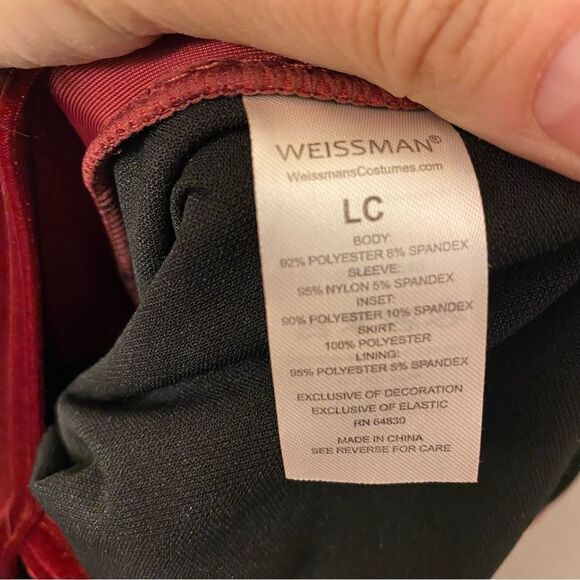 WEISSMAN®
WeissmansCostumes.com
LC
BODY:
92% POLYESTER 8% SPANDEX
SLEEVE:
95% NYLON 5% SPANDEX
INSET:
90% POLYESTER 10% SPANDEX
SKIRT:
100% POLYESTER
LINING:
95% POLYESTER 5% SPANDEX
EXCLUSIVE OF DECORATION
EXCLUSIVE OF ELASTIC
RN 64830
MADE IN CHINA
SEE REVERSE FOR CARE